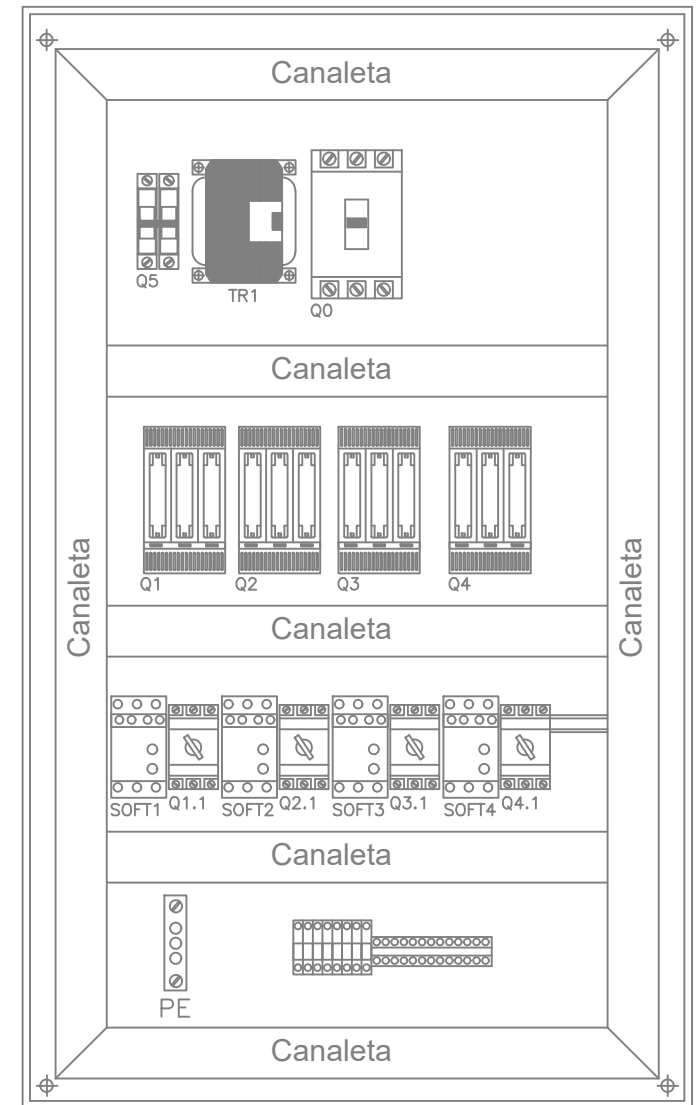 Canaleta
Q5
TR1
Q0
Canaleta
Q1
Q2
Q3
Q4
Canaleta
Canaleta
Canaleta
SOFT1
Q1.1
SOFT2
Q2.1
SOFT3
Q3.1
SOFT4
Q4.1
Canaleta
PE
Canaleta